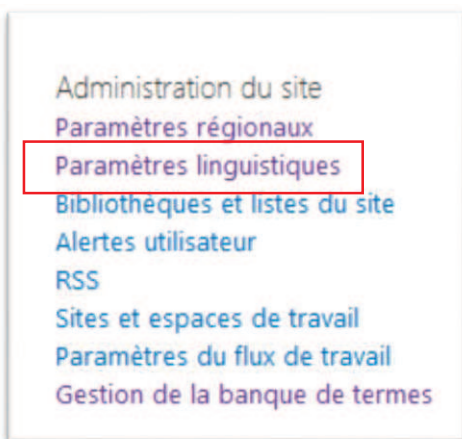 Administration du site
Paramètres régionaux
Paramètres linguistiques
Bibliothèques et listes du site
Alertes utilisateur
RSS
Sites et espaces de travail
Paramètres du flux de travail
Gestion de la banque de termes